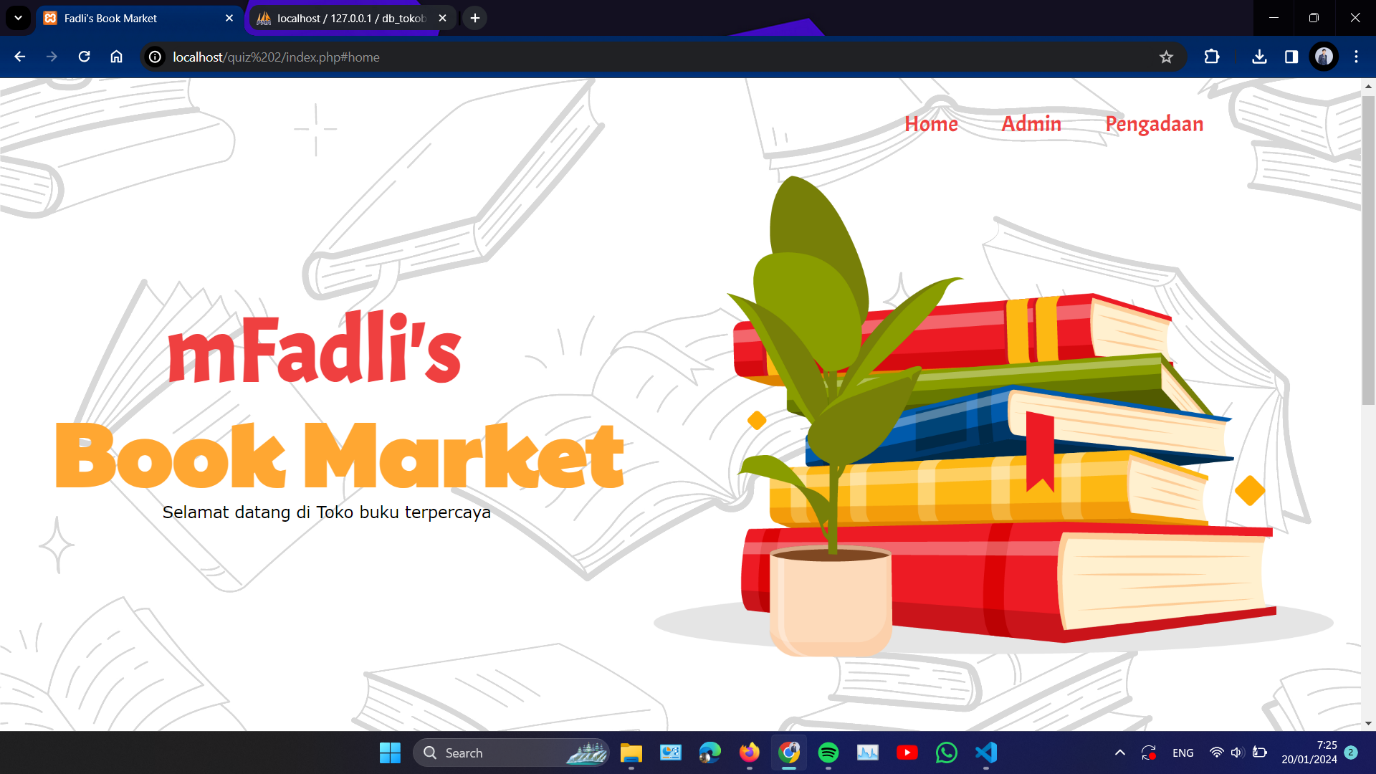 Fadli's Book Market
localhost / 127.0.0.1 / db_tokob
localhost/quiz%202/index.php#home
Home Admin Pengadaan
mFadli's
Book Market
Selamat datang di Toko buku terpercaya
Search
ENG
7:25
20/01/2024
2